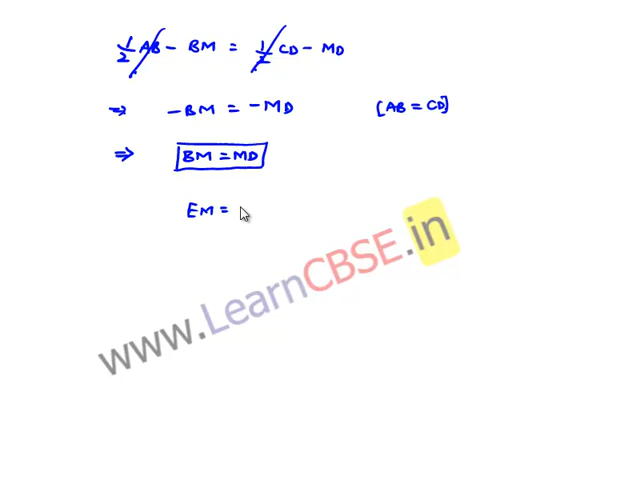 1/2 AB - BM = 1/2 CD - MD
⇒ -BM = -MD [AB = CD]
⇒ BM = MD
EM =
www.LearnCBSE.in